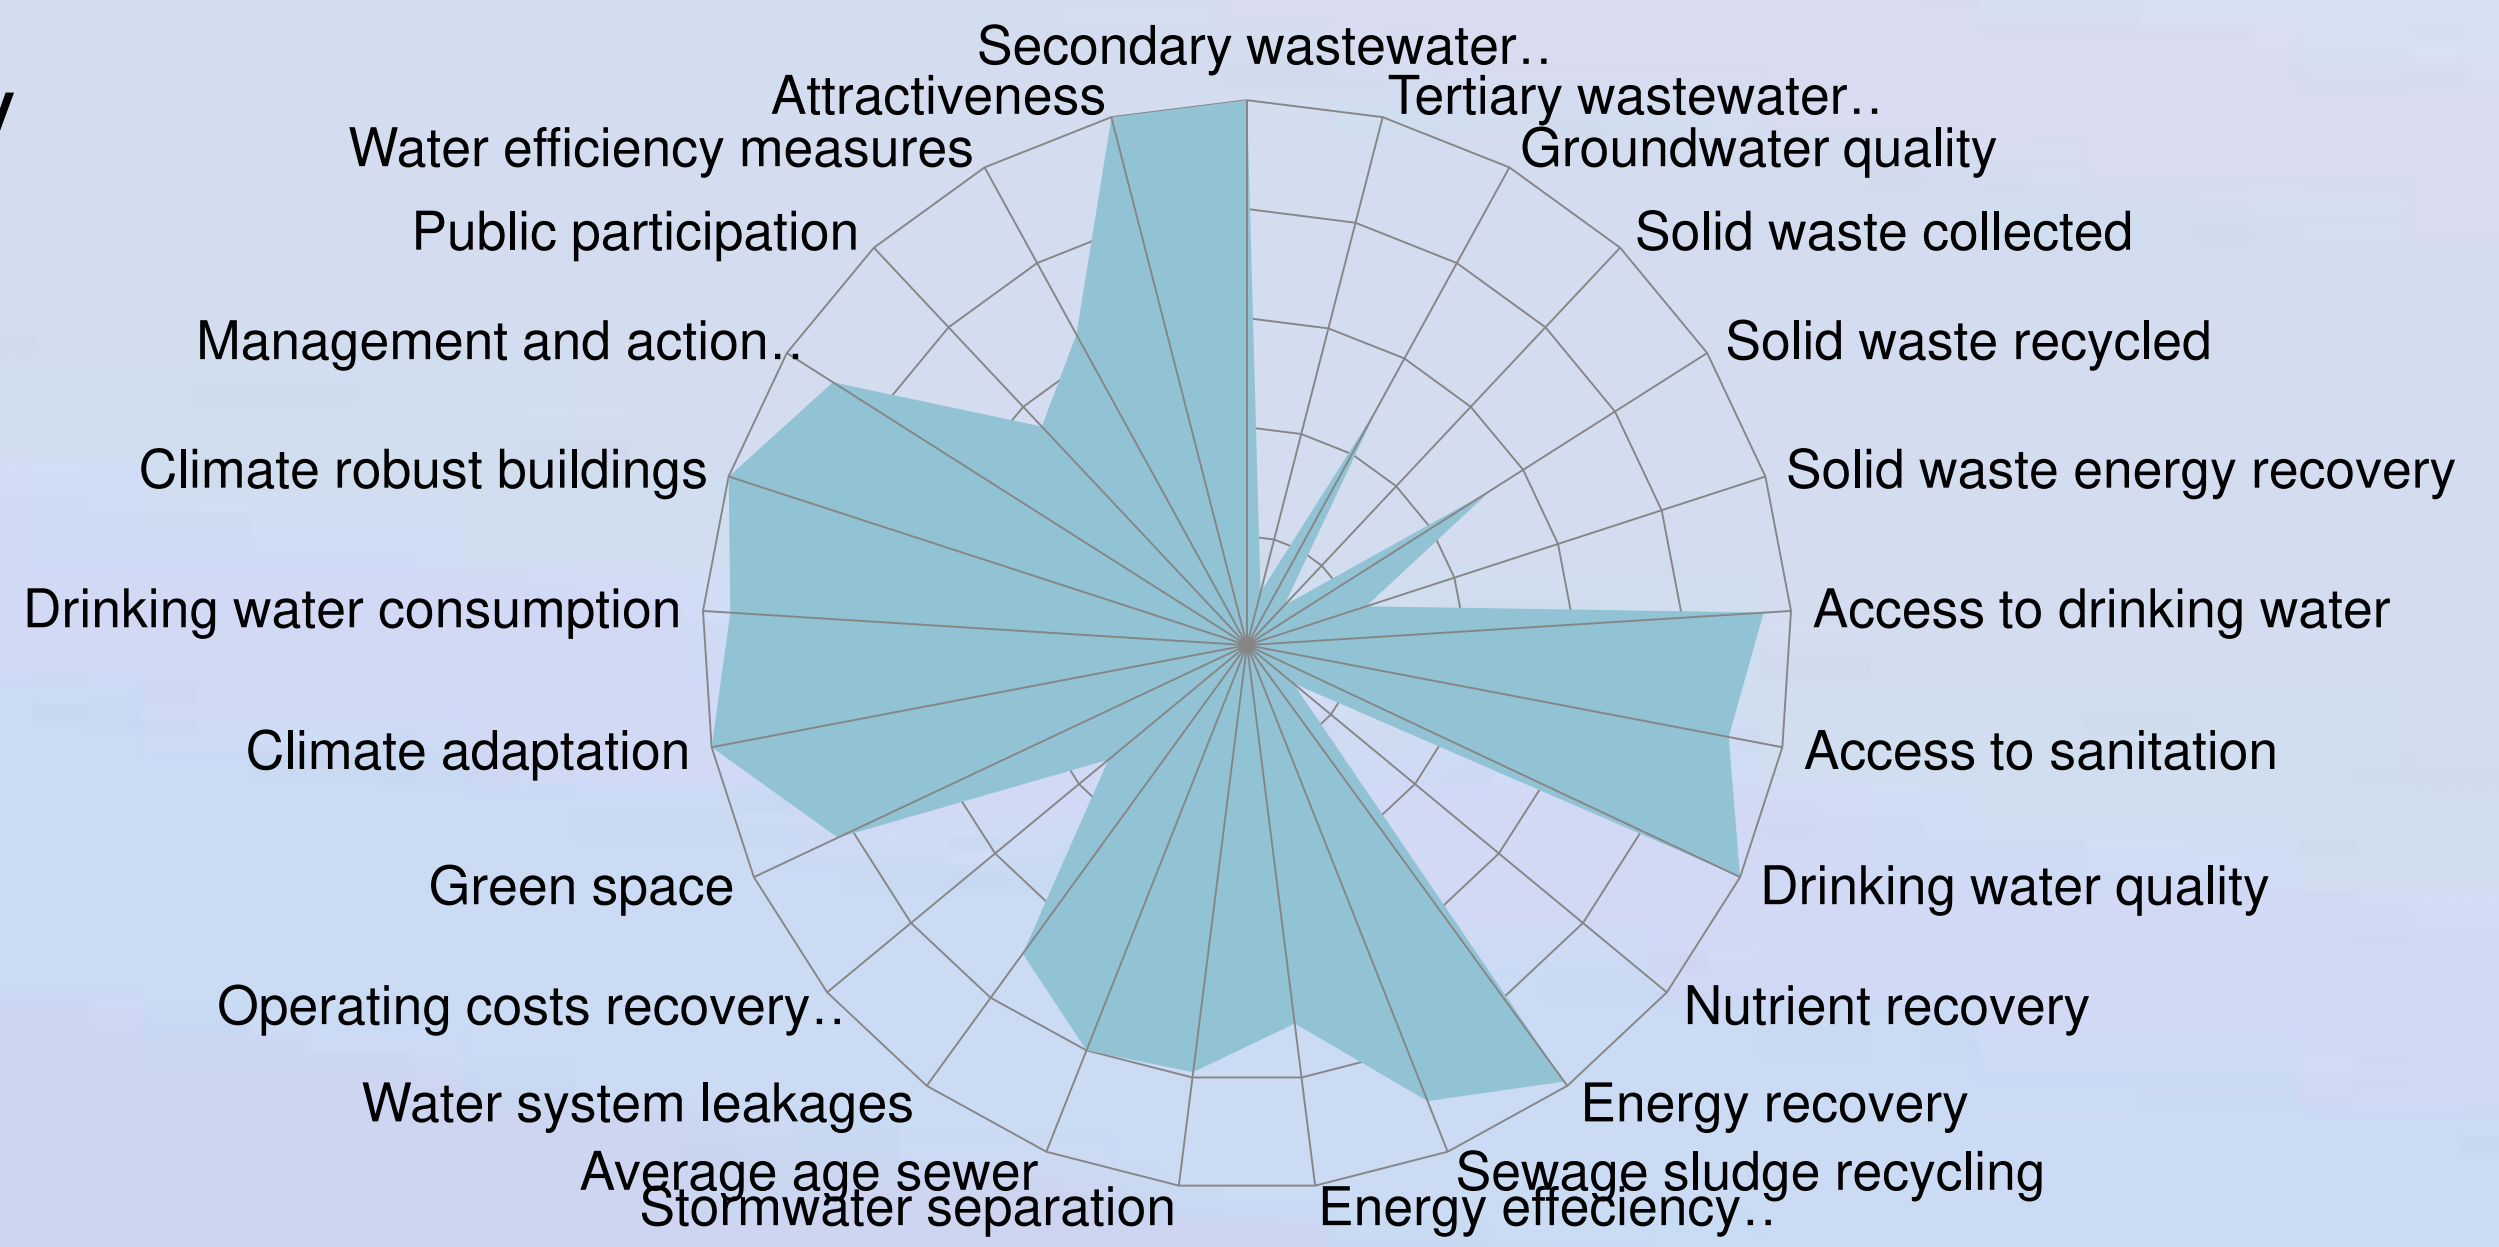 Secondary wastewater..
Attractiveness
Tertiary wastewater..
Water efficiency measures
Groundwater quality
Public participation
Solid waste collected
Management and action..
Solid waste recycled
Climate robust buildings
Solid waste energy recovery
Drinking water consumption
Access to drinking water
Climate adaptation
Access to sanitation
Green space
Drinking water quality
Operating costs recovery..
Nutrient recovery
Water system leakages
Energy recovery
Average age sewer
Sewage sludge recycling
Stormwater separation
Energy effeciency..